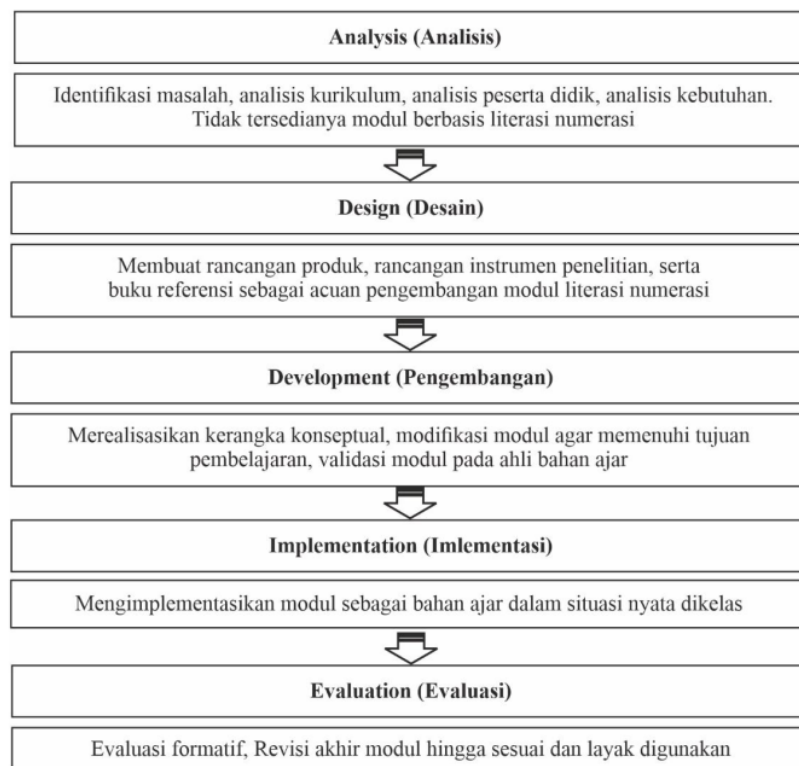 Analysis (Analisis)
Identifikasi masalah, analisis kurikulum, analisis peserta didik, analisis kebutuhan.
Tidak tersedianya modul berbasis literasi numerasi
Design (Desain)
Membuat rancangan produk, rancangan instrumen penelitian, serta
buku referensi sebagai acuan pengembangan modul literasi numerasi
Development (Pengembangan)
Merealisasikan kerangka konseptual, modifikasi modul agar memenuhi tujuan
pembelajaran, validasi modul pada ahli bahan ajar
Implementation (Imlementasi)
Mengimplementasikan modul sebagai bahan ajar dalam situasi nyata dikelas
Evaluation (Evaluasi)
Evaluasi formatif, Revisi akhir modul hingga sesuai dan layak digunakan